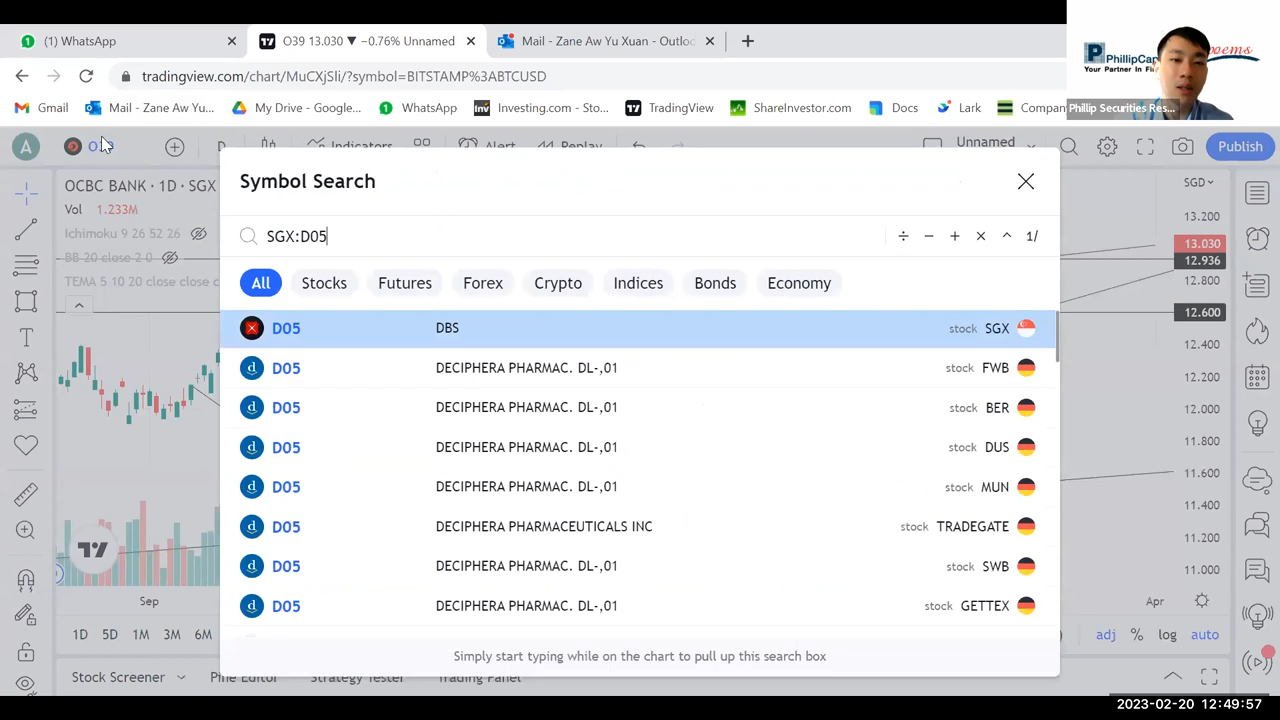 (1) WhatsApp
O39 13.030 ▼ −0.76% Unnamed
Mail - Zane Aw Yu Xuan - Outloo
tradingview.com/chart/MuCXjSli/?symbol=BITSTAMP%3ABTCUSD
PhillipCap
Your Partner In Fi
poems
Phillip Securities Res...
Gmail
Mail - Zane Aw Yu...
My Drive - Google...
WhatsApp
Investing.com - Sto...
TradingView
ShareInvestor.com
Docs
Lark
Compan
A
D
Indicators
Alert
Replay
Unnamed
Publish
OCBC BANK · 1D · SGX
Vol 1.233M
Ichimoku 9 26 52 26
BB 20 close 2 0
TEMA 5 10 20 close close c
Symbol Search
SGX:D05
÷ − + × ^ 1/
All
Stocks
Futures
Forex
Crypto
Indices
Bonds
Economy
D05 DBS stock SGX
D05 DECIPHERA PHARMAC. DL-,01 stock FWB
D05 DECIPHERA PHARMAC. DL-,01 stock BER
D05 DECIPHERA PHARMAC. DL-,01 stock DUS
D05 DECIPHERA PHARMAC. DL-,01 stock MUN
D05 DECIPHERA PHARMACEUTICALS INC stock TRADEGATE
D05 DECIPHERA PHARMAC. DL-,01 stock SWB
D05 DECIPHERA PHARMAC. DL-,01 stock GETTEX
Simply start typing while on the chart to pull up this search box
SGD
13.200
13.030
12.936
12.800
12.600
12.400
12.200
12.000
11.800
11.600
11.400
11.200
11.000
Sep
Apr
1D 5D 1M 3M 6M
adj % log auto
Stock Screener
Pine Editor
Strategy Tester
Trading Panel
2023-02-20 12:49:57